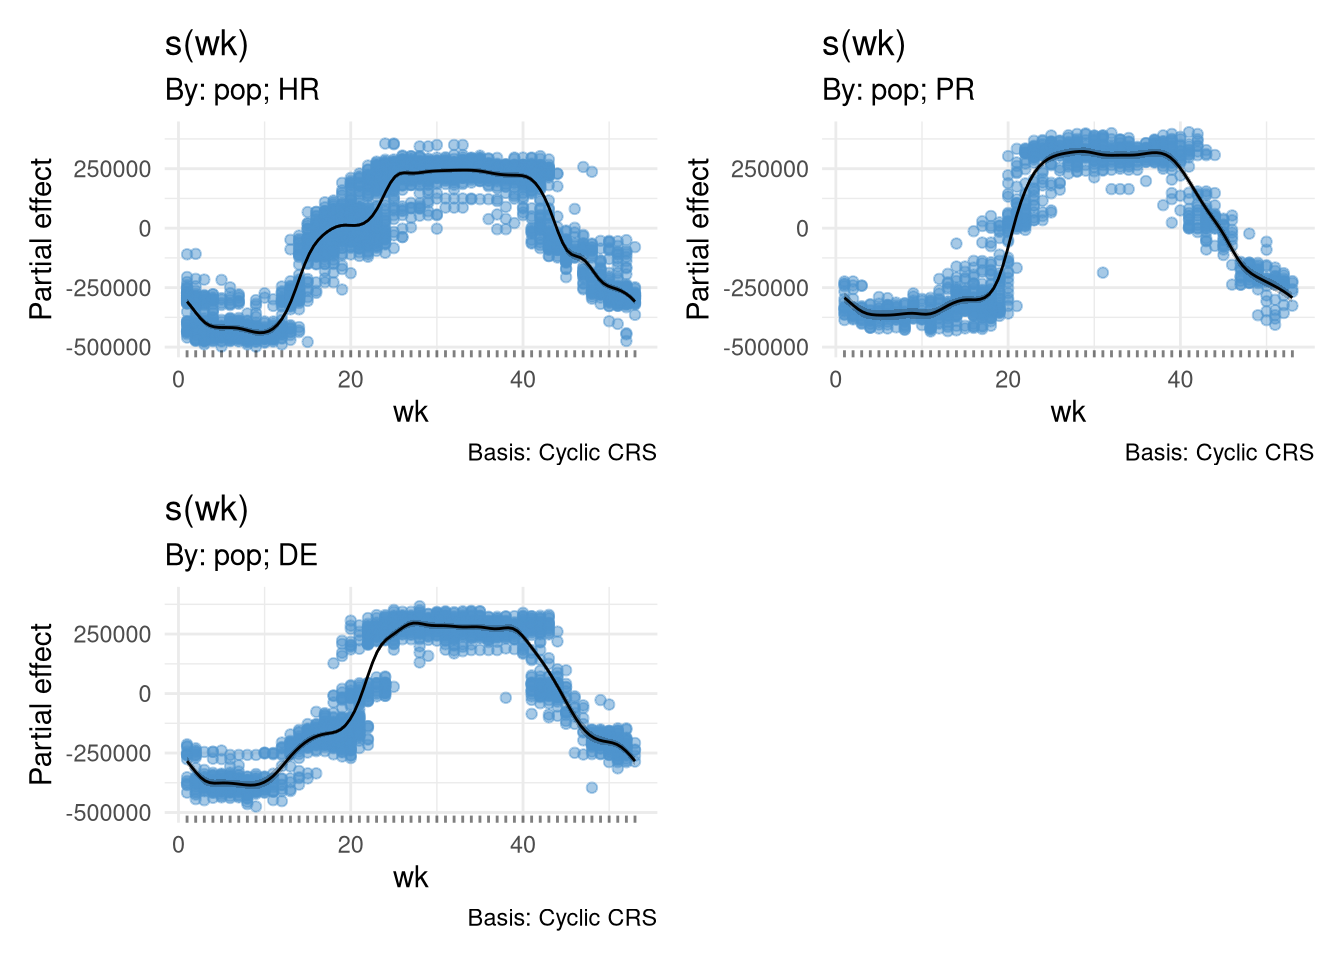 s(wk)
By: pop; HR
Partial effect
250000
0
-250000
-500000
0 20 40
wk
Basis: Cyclic CRS
s(wk)
By: pop; PR
Partial effect
250000
0
-250000
-500000
0 20 40
wk
Basis: Cyclic CRS
s(wk)
By: pop; DE
Partial effect
250000
0
-250000
-500000
0 20 40
wk
Basis: Cyclic CRS